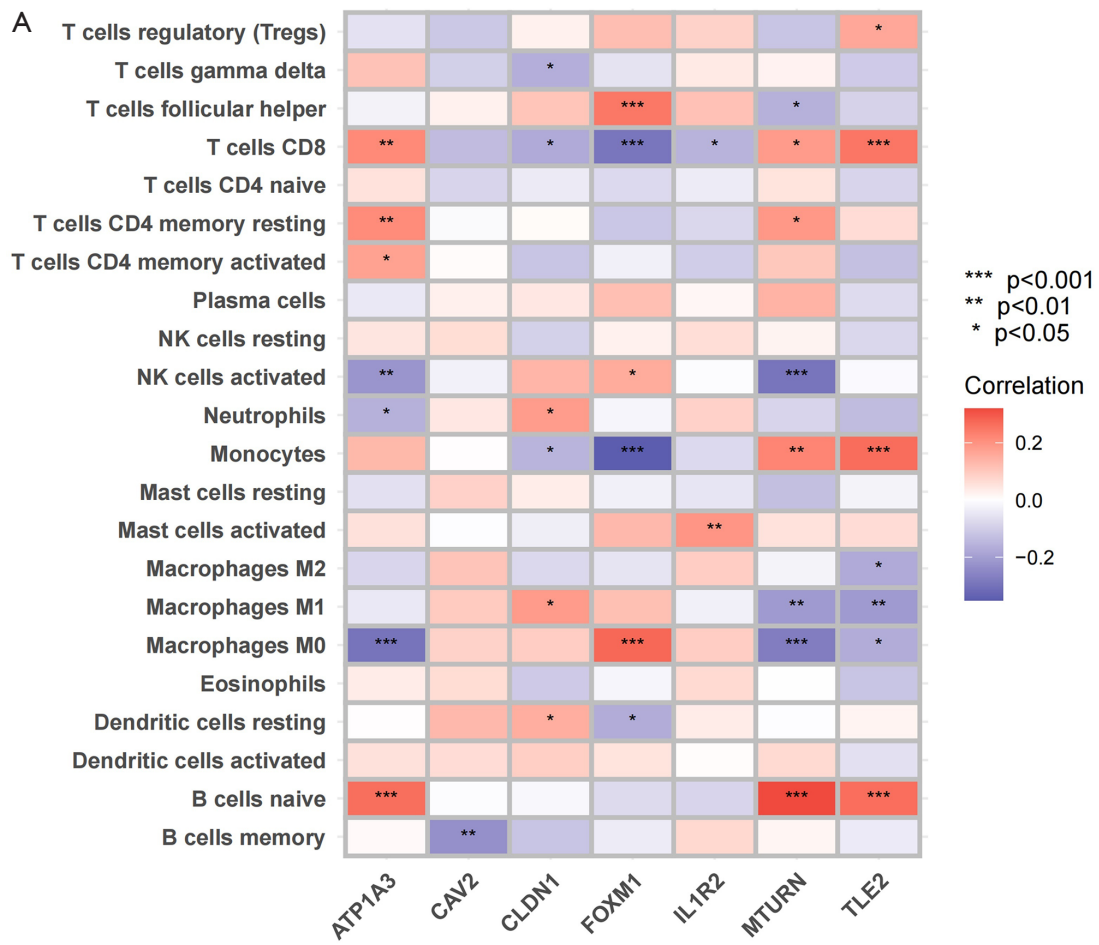 A
T cells regulatory (Tregs) *
T cells gamma delta *
T cells follicular helper *** *
T cells CD8 ** * *** * * ***
T cells CD4 naive
T cells CD4 memory resting ** *
T cells CD4 memory activated *
Plasma cells
NK cells resting
NK cells activated ** * ***
Neutrophils * *
Monocytes * *** ** ***
Mast cells resting
Mast cells activated **
Macrophages M2 *
Macrophages M1 * ** **
Macrophages M0 *** *** *** *
Eosinophils
Dendritic cells resting * *
Dendritic cells activated
B cells naive *** *** ***
B cells memory **
ATP1A3 CAV2 CLDN1 FOXM1 IL1R2 MTURN TLE2
*** p<0.001
** p<0.01
* p<0.05
Correlation
0.2
0.0
−0.2